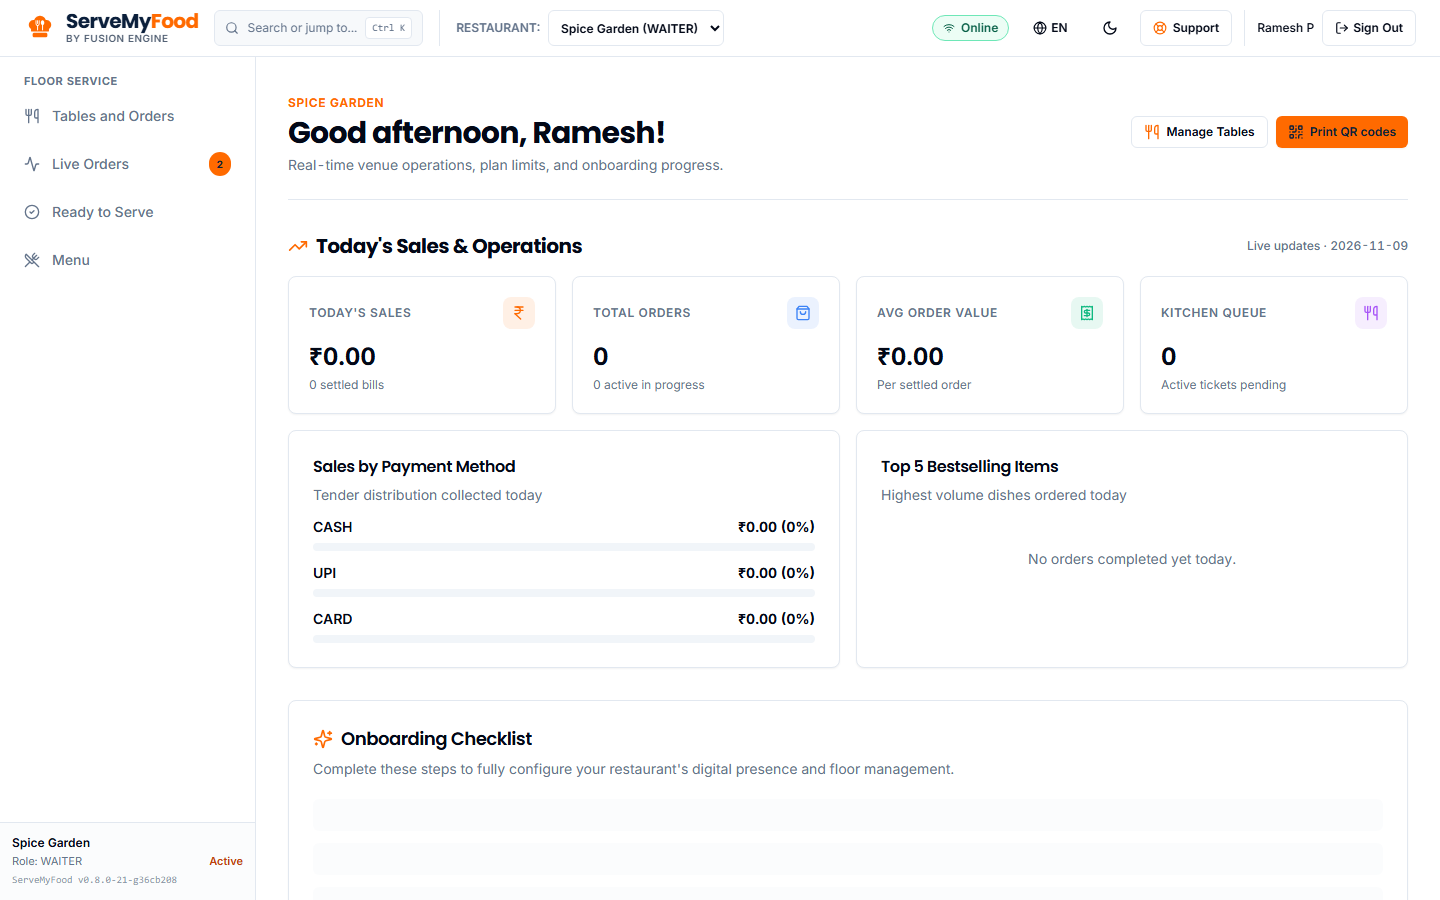 ServeMyFood
BY FUSION ENGINE
Search or jump to... Ctrl K
RESTAURANT: Spice Garden (WAITER)
Online
EN
Support
Ramesh P
Sign Out
FLOOR SERVICE
Tables and Orders
Live Orders 2
Ready to Serve
Menu
SPICE GARDEN
Good afternoon, Ramesh!
Real-time venue operations, plan limits, and onboarding progress.
Manage Tables
Print QR codes
Today's Sales & Operations
Live updates · 2026-11-09
TODAY'S SALES
₹0.00
0 settled bills
TOTAL ORDERS
0
0 active in progress
AVG ORDER VALUE
₹0.00
Per settled order
KITCHEN QUEUE
0
Active tickets pending
Sales by Payment Method
Tender distribution collected today
CASH ₹0.00 (0%)
UPI ₹0.00 (0%)
CARD ₹0.00 (0%)
Top 5 Bestselling Items
Highest volume dishes ordered today
No orders completed yet today.
Onboarding Checklist
Complete these steps to fully configure your restaurant's digital presence and floor management.
Spice Garden
Role: WAITER Active
ServeMyFood v0.8.0-21-g36cb208